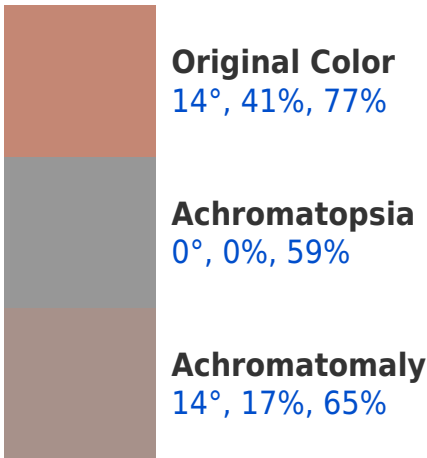 Original Color
14°, 41%, 77%
Achromatopsia
0°, 0%, 59%
Achromatomaly
14°, 17%, 65%